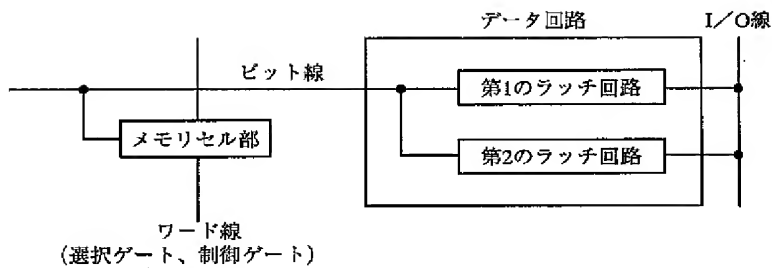 データ回路
I/O線
ビット線
第1のラッチ回路
メモリセル部
第2のラッチ回路
ワード線
(選択ゲート、制御ゲート)